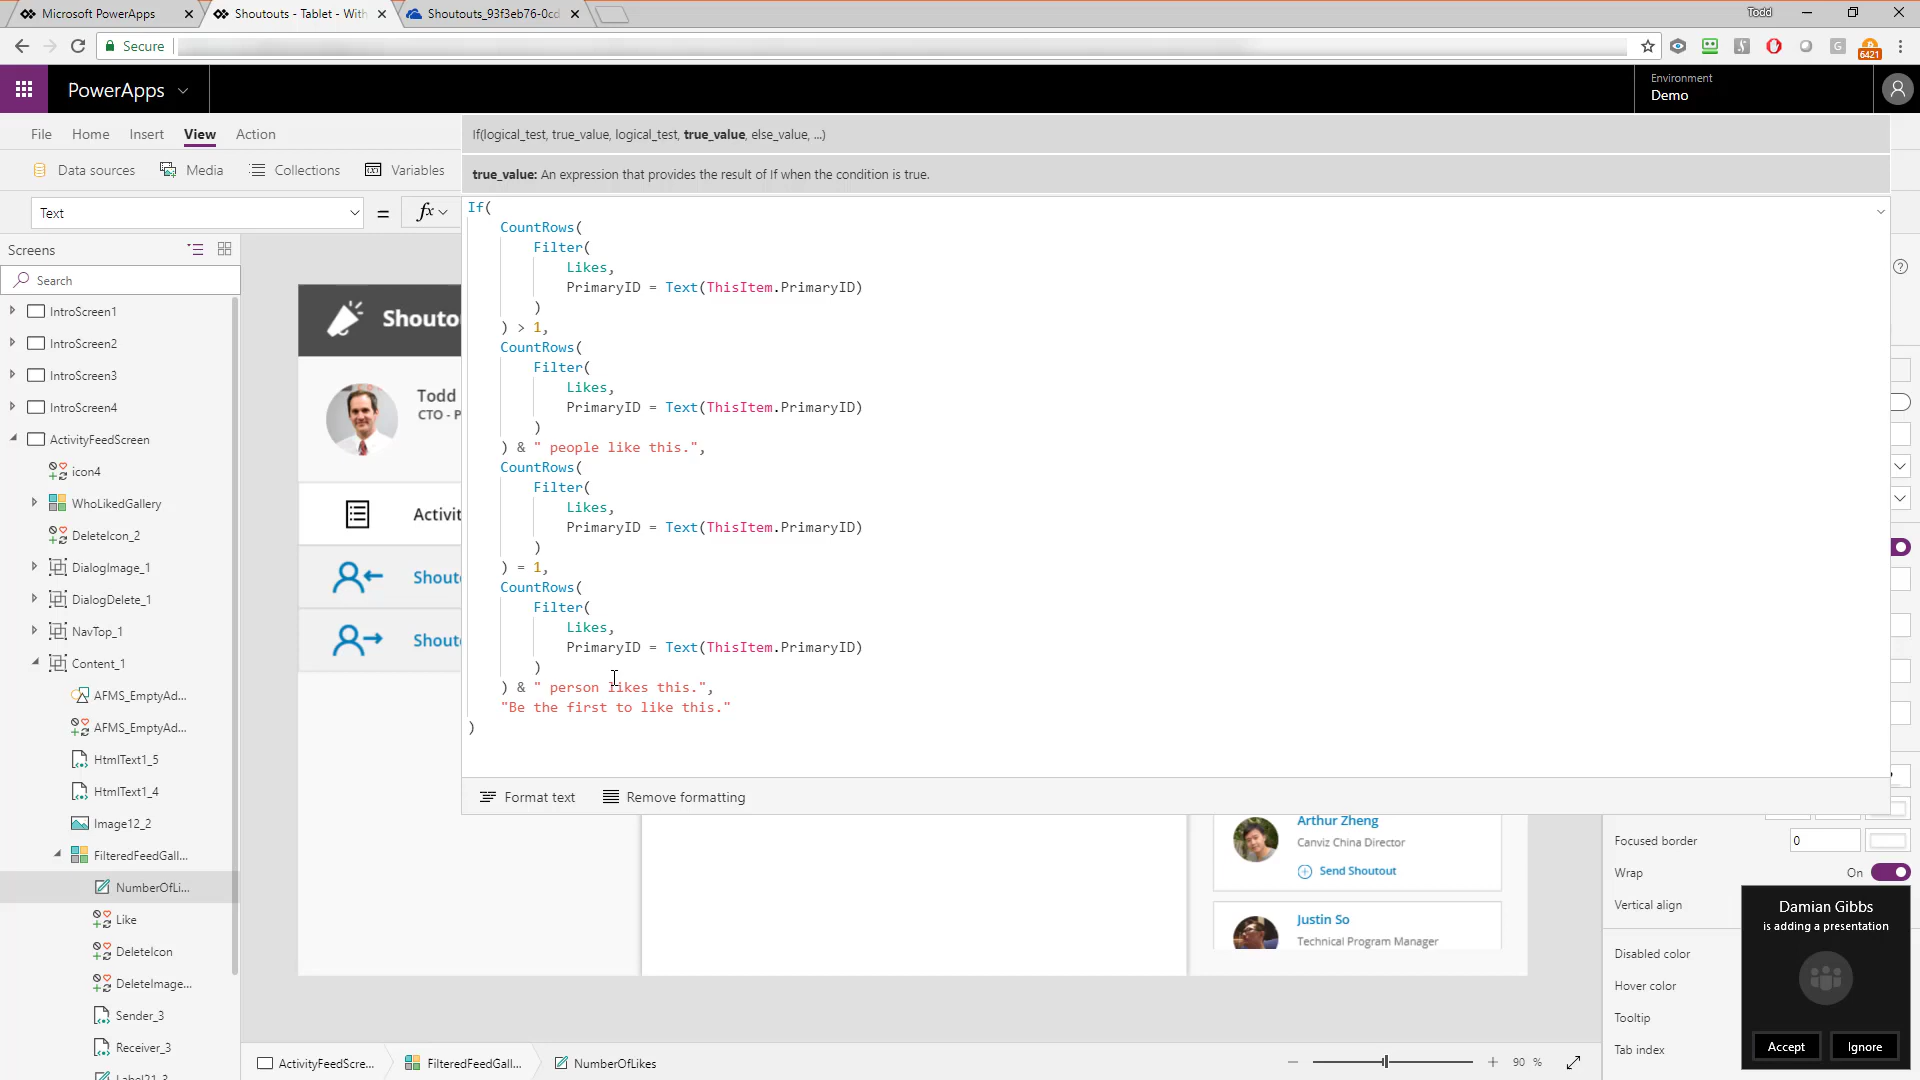 Microsoft PowerApps
Shoutouts - Tablet - With
Shoutouts_93f3eb76-0cd
Todd
Secure
6421
PowerApps
Environment
Demo
File
Home
Insert
View
Action
If(logical_test, true_value, logical_test, true_value, else_value, ...)
Data sources
Media
Collections
Variables
true_value: An expression that provides the result of If when the condition is true.
Text
=
fx
If(
CountRows(
Filter(
Likes,
PrimaryID = Text(ThisItem.PrimaryID)
)
) > 1,
CountRows(
Filter(
Likes,
PrimaryID = Text(ThisItem.PrimaryID)
)
) & " people like this.",
CountRows(
Filter(
Likes,
PrimaryID = Text(ThisItem.PrimaryID)
)
) = 1,
CountRows(
Filter(
Likes,
PrimaryID = Text(ThisItem.PrimaryID)
)
) & " person likes this.",
"Be the first to like this."
)
Format text
Remove formatting
Screens
Search
IntroScreen1
IntroScreen2
IntroScreen3
IntroScreen4
ActivityFeedScreen
icon4
WhoLikedGallery
DeleteIcon_2
DialogImage_1
DialogDelete_1
NavTop_1
Content_1
AFMS_EmptyAd...
AFMS_EmptyAd...
HtmlText1_5
HtmlText1_4
Image12_2
FilteredFeedGall...
NumberOfLi...
Like
DeleteIcon
DeleteImage...
Sender_3
Receiver_3
Shouto
Todd
CTO - P
Activit
Shout
Shout
Arthur Zheng
Canviz China Director
Send Shoutout
Justin So
Technical Program Manager
Focused border
0
Wrap
On
Vertical align
Disabled color
Hover color
Tooltip
Tab index
Damian Gibbs
is adding a presentation
Accept
Ignore
ActivityFeedScre...
FilteredFeedGall...
NumberOfLikes
90 %